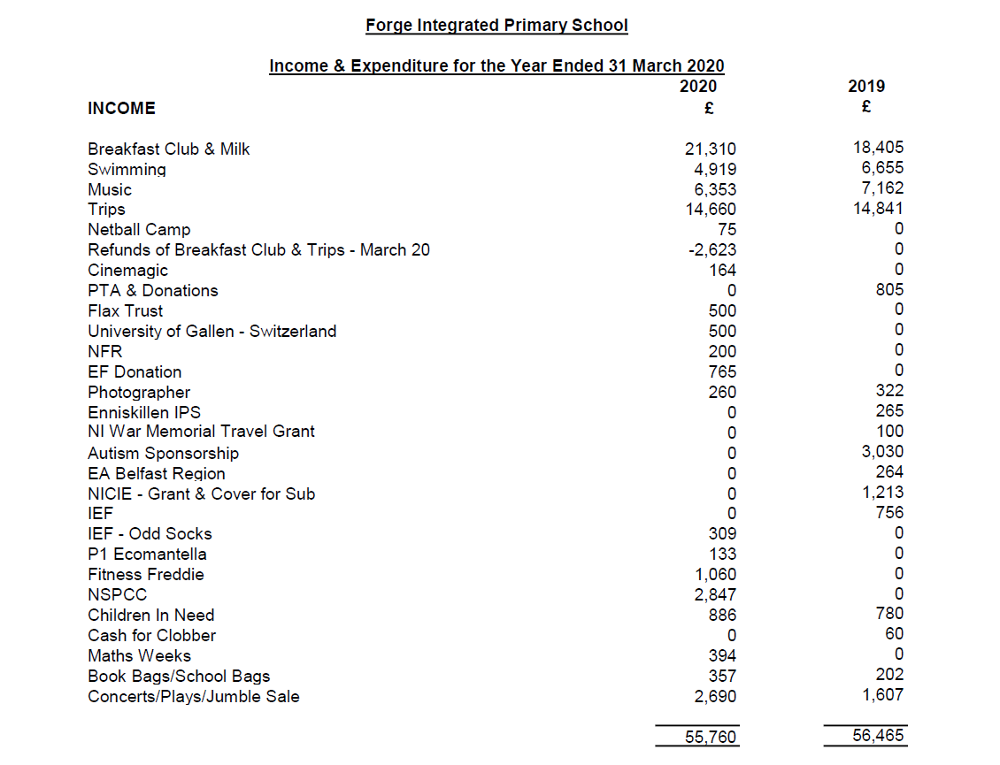 Forge Integrated Primary School
Income & Expenditure for the Year Ended 31 March 2020
2020 2019
INCOME £ £
Breakfast Club & Milk 21,310 18,405
Swimming 4,919 6,655
Music 6,353 7,162
Trips 14,660 14,841
Netball Camp 75 0
Refunds of Breakfast Club & Trips - March 20 -2,623 0
Cinemagic 164 0
PTA & Donations 0 805
Flax Trust 500 0
University of Gallen - Switzerland 500 0
NFR 200 0
EF Donation 765 0
Photographer 260 322
Enniskillen IPS 0 265
NI War Memorial Travel Grant 0 100
Autism Sponsorship 0 3,030
EA Belfast Region 0 264
NICIE - Grant & Cover for Sub 0 1,213
IEF 0 756
IEF - Odd Socks 309 0
P1 Ecomantella 133 0
Fitness Freddie 1,060 0
NSPCC 2,847 0
Children In Need 886 780
Cash for Clobber 0 60
Maths Weeks 394 0
Book Bags/School Bags 357 202
Concerts/Plays/Jumble Sale 2,690 1,607
55,760 56,465